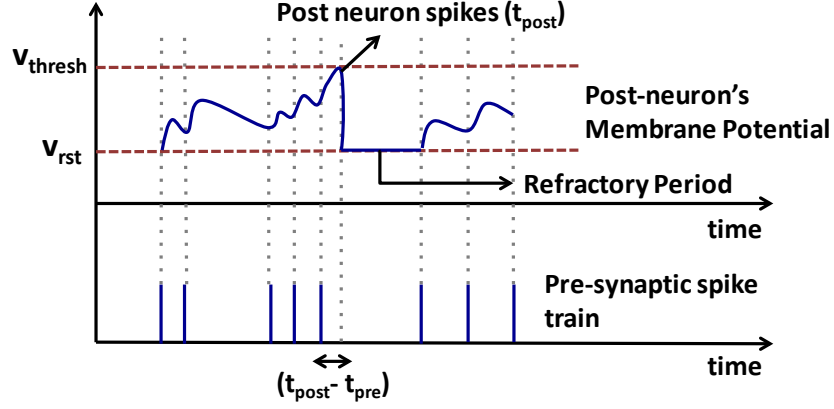 Post neuron spikes (t_post)
v_thresh
Post-neuron's
Membrane Potential
v_rst
Refractory Period
time
Pre-synaptic spike
train
time
(t_post- t_pre)